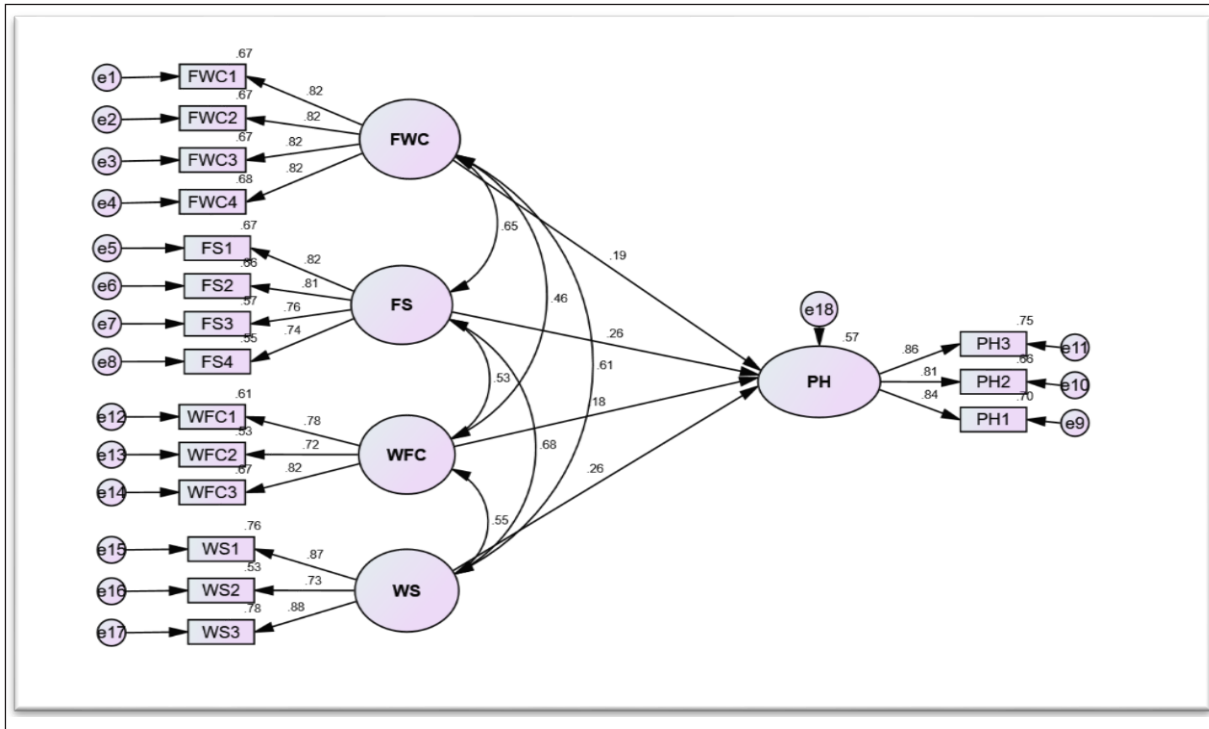 .67
e1 FWC1 .82
.67
e2 FWC2 .82
.67
e3 FWC3 .82
.68
e4 FWC4 .82
FWC
.67
e5 FS1 .82
.66
e6 FS2 .81
.57
e7 FS3 .76
.55
e8 FS4 .74
FS
.61
e12 WFC1 .78
.53
e13 WFC2 .72
.67
e14 WFC3 .82
WFC
.76
e15 WS1 .87
.53
e16 WS2 .73
.78
e17 WS3 .88
WS
.65
.46
.61
.53
.68
.55
.19
.26
18
.26
e18
.57
PH
.75
.86 PH3 e11
.66
.81 PH2 e10
.70
.84 PH1 e9